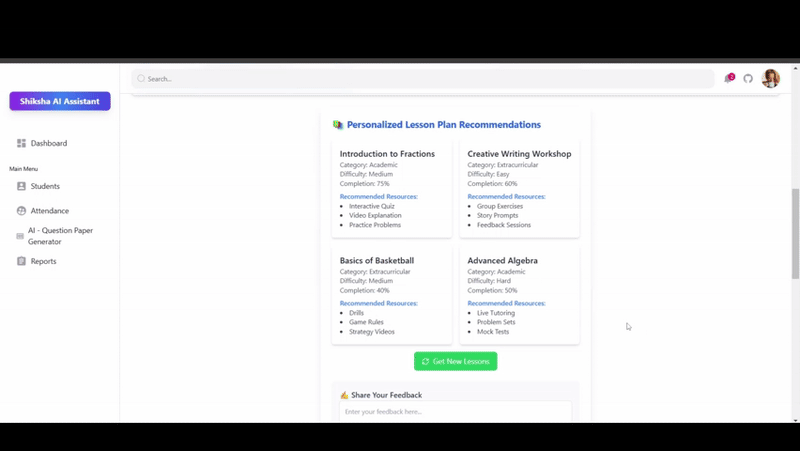 Search...
2
Shiksha AI Assistant
Dashboard
Main Menu
Students
Attendance
AI - Question Paper
Generator
Reports
Personalized Lesson Plan Recommendations
Introduction to Fractions
Category: Academic
Difficulty: Medium
Completion: 75%
Recommended Resources:
Interactive Quiz
Video Explanation
Practice Problems
Creative Writing Workshop
Category: Extracurricular
Difficulty: Easy
Completion: 60%
Recommended Resources:
Group Exercises
Story Prompts
Feedback Sessions
Basics of Basketball
Category: Extracurricular
Difficulty: Medium
Completion: 40%
Recommended Resources:
Drills
Game Rules
Strategy Videos
Advanced Algebra
Category: Academic
Difficulty: Hard
Completion: 50%
Recommended Resources:
Live Tutoring
Problem Sets
Mock Tests
Get New Lessons
Share Your Feedback
Enter your feedback here...